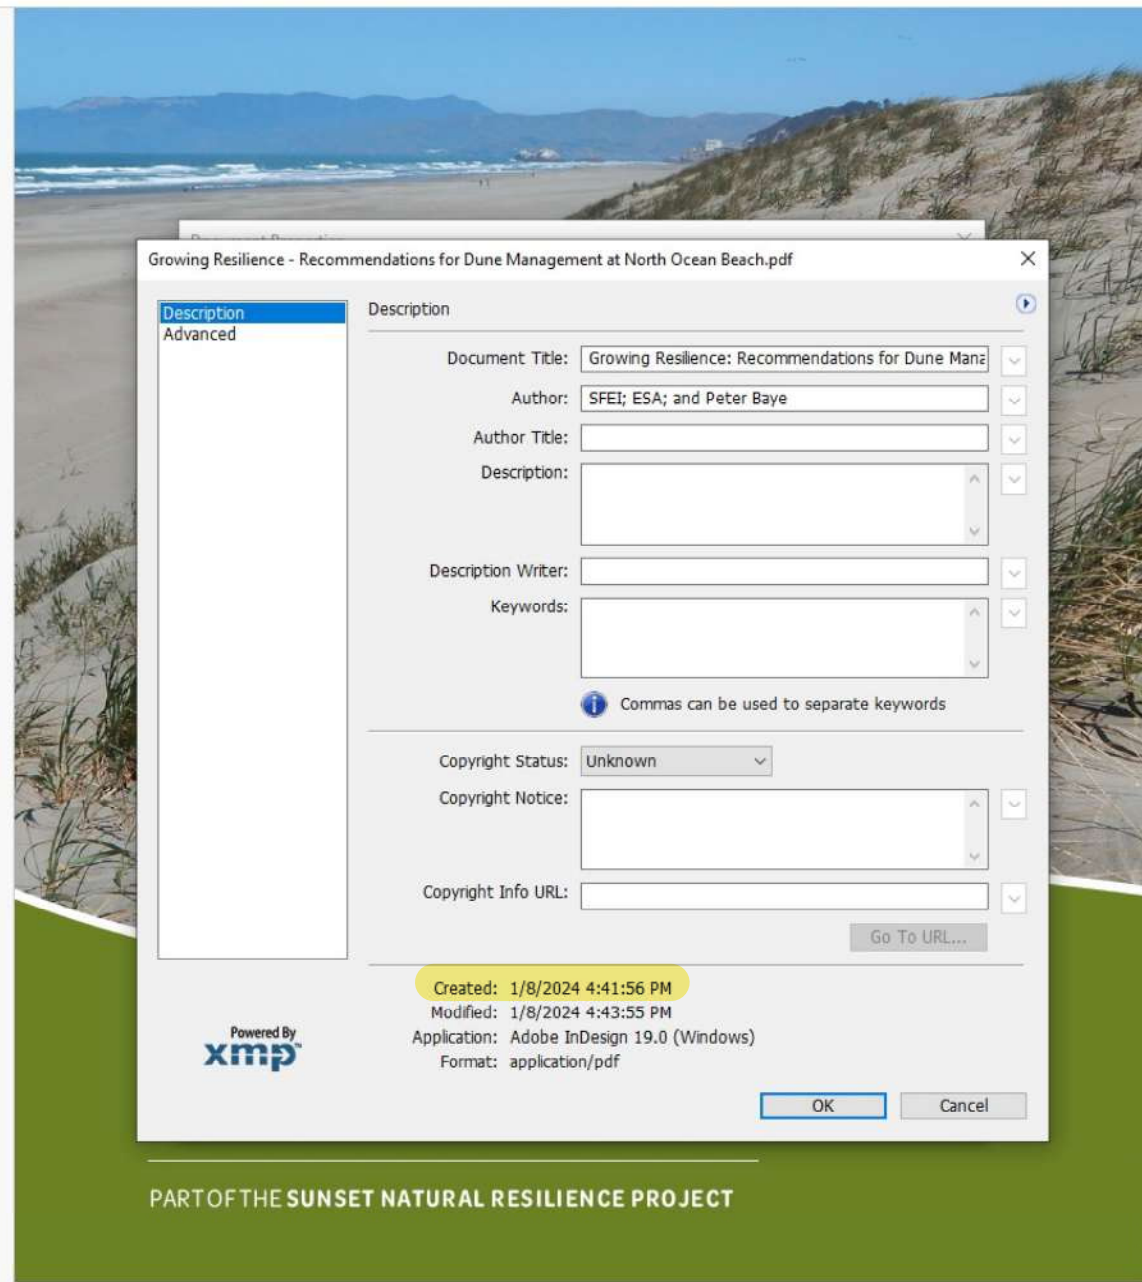 Document Properties
Growing Resilience - Recommendations for Dune Management at North Ocean Beach.pdf
Description
Advanced
Description
Document Title: Growing Resilience: Recommendations for Dune Mana
Author: SFEI; ESA; and Peter Baye
Author Title:
Description:
Description Writer:
Keywords:
Commas can be used to separate keywords
Copyright Status: Unknown
Copyright Notice:
Copyright Info URL:
Go To URL...
Created: 1/8/2024 4:41:56 PM
Modified: 1/8/2024 4:43:55 PM
Application: Adobe InDesign 19.0 (Windows)
Format: application/pdf
Powered By
xmp™
OK Cancel
PART OF THE SUNSET NATURAL RESILIENCE PROJECT